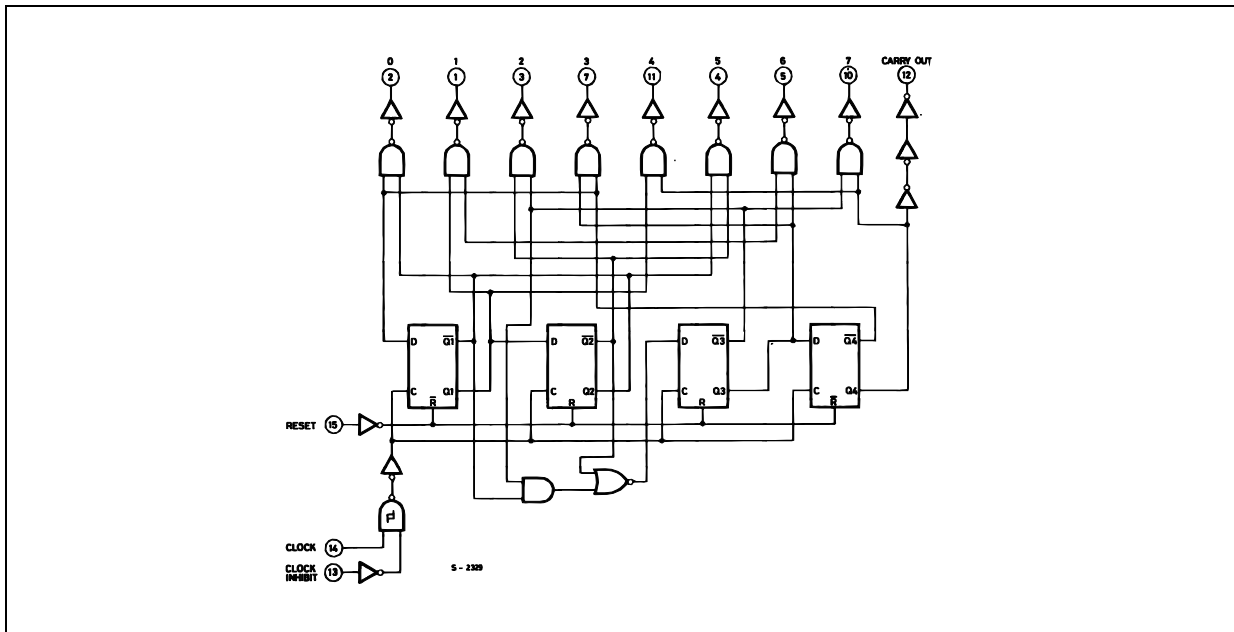 0 1 2 3 4 5 6 7 CARRY OUT
2 1 3 7 11 4 5 10 12
D Q1̅ D Q2̅ D Q3̅ D Q4̅
C Q1 C Q2 C Q3 C Q4
R̅ R R R̅
RESET 15
CLOCK 14
CLOCK INHIBIT 13
S - 2329